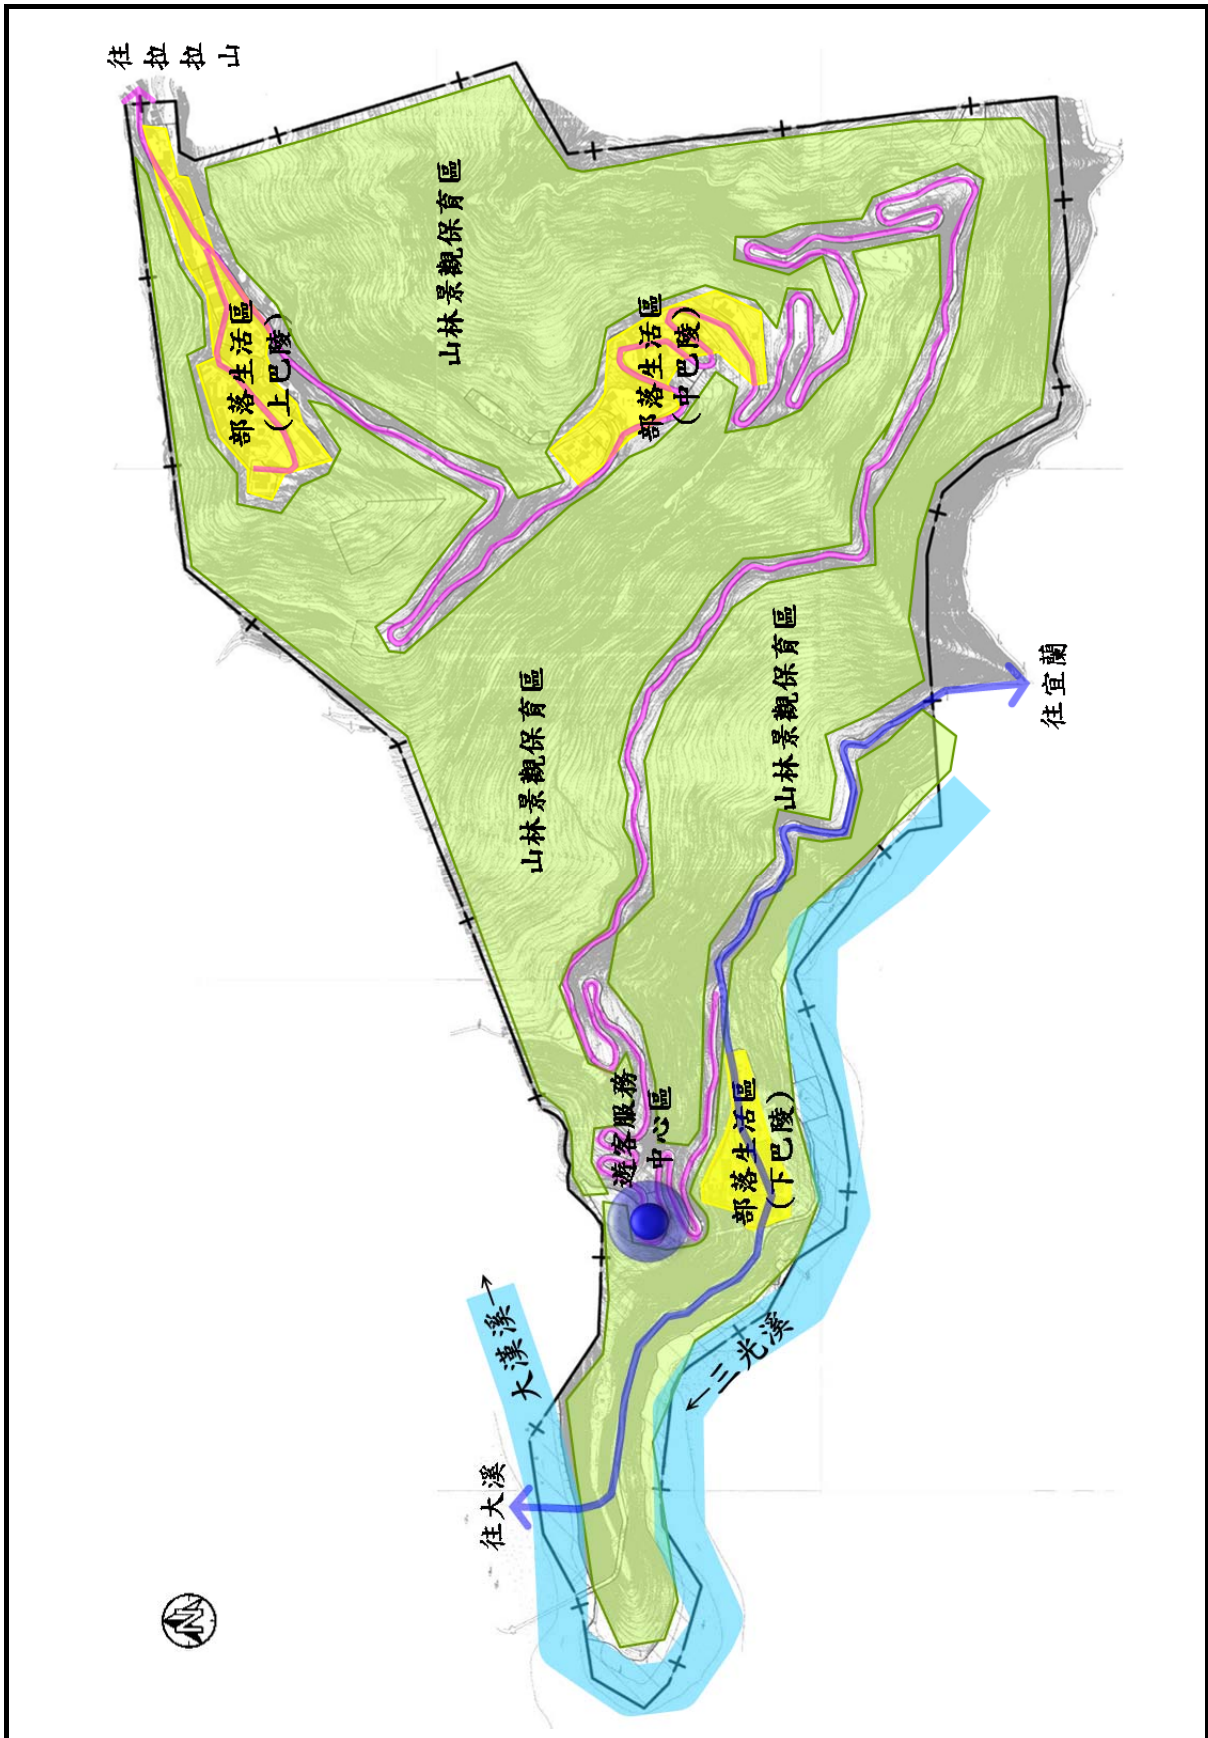 往拉拉山
山林景觀保育區
部落生活區
(上巴陵)
部落生活區
(中巴陵)
山林景觀保育區
山林景觀保育區
往宜蘭
遊客服務
中心區
部落生活區
(下巴陵)
大漢溪→
←三光溪
往大溪
N